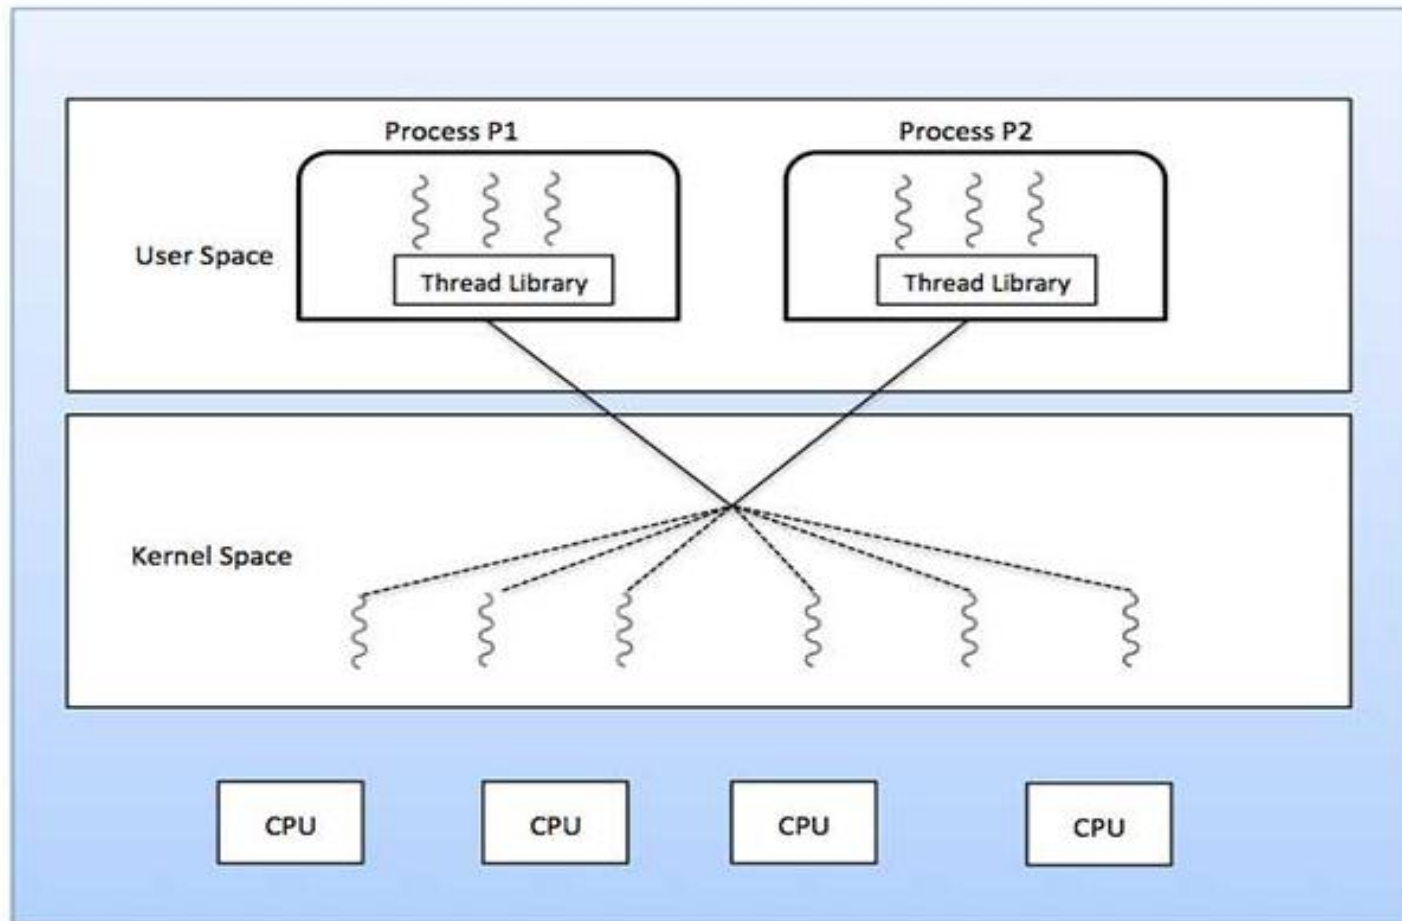 Process P1
Process P2
User Space
Thread Library
Thread Library
Kernel Space
CPU
CPU
CPU
CPU